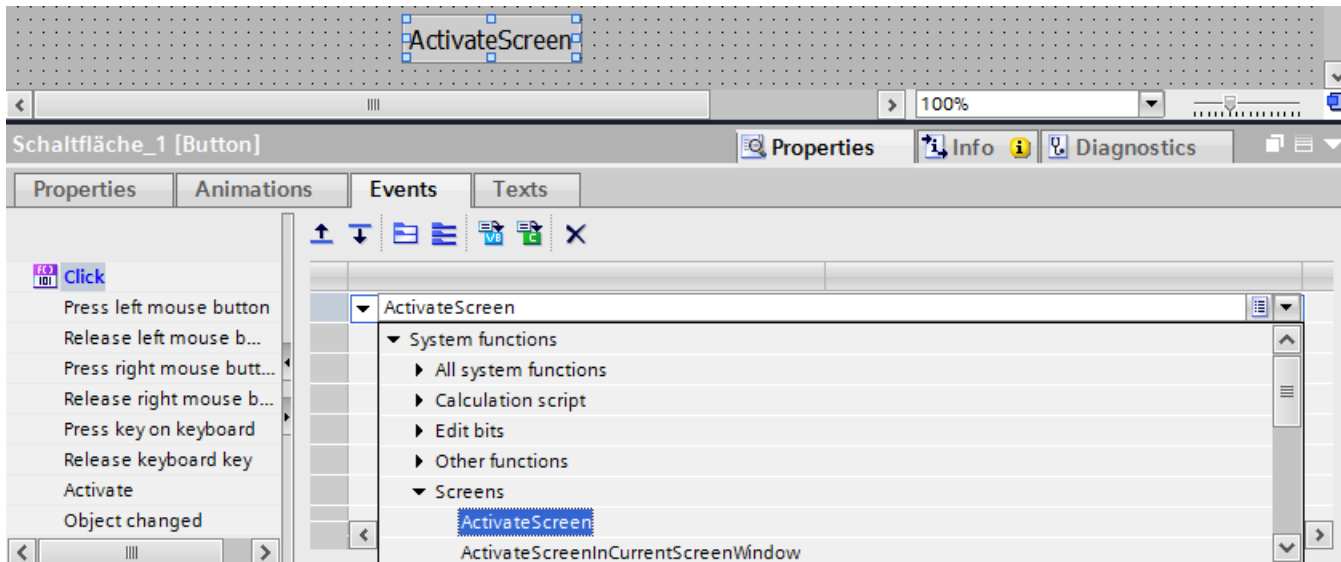 ActivateScreen
100%
Schaltfläche_1 [Button]
Properties
Info
Diagnostics
Properties
Animations
Events
Texts
VB
C
Click
Press left mouse button
Release left mouse b...
Press right mouse butt...
Release right mouse b...
Press key on keyboard
Release keyboard key
Activate
Object changed
ActivateScreen
System functions
All system functions
Calculation script
Edit bits
Other functions
Screens
ActivateScreen
ActivateScreenInCurrentScreenWindow